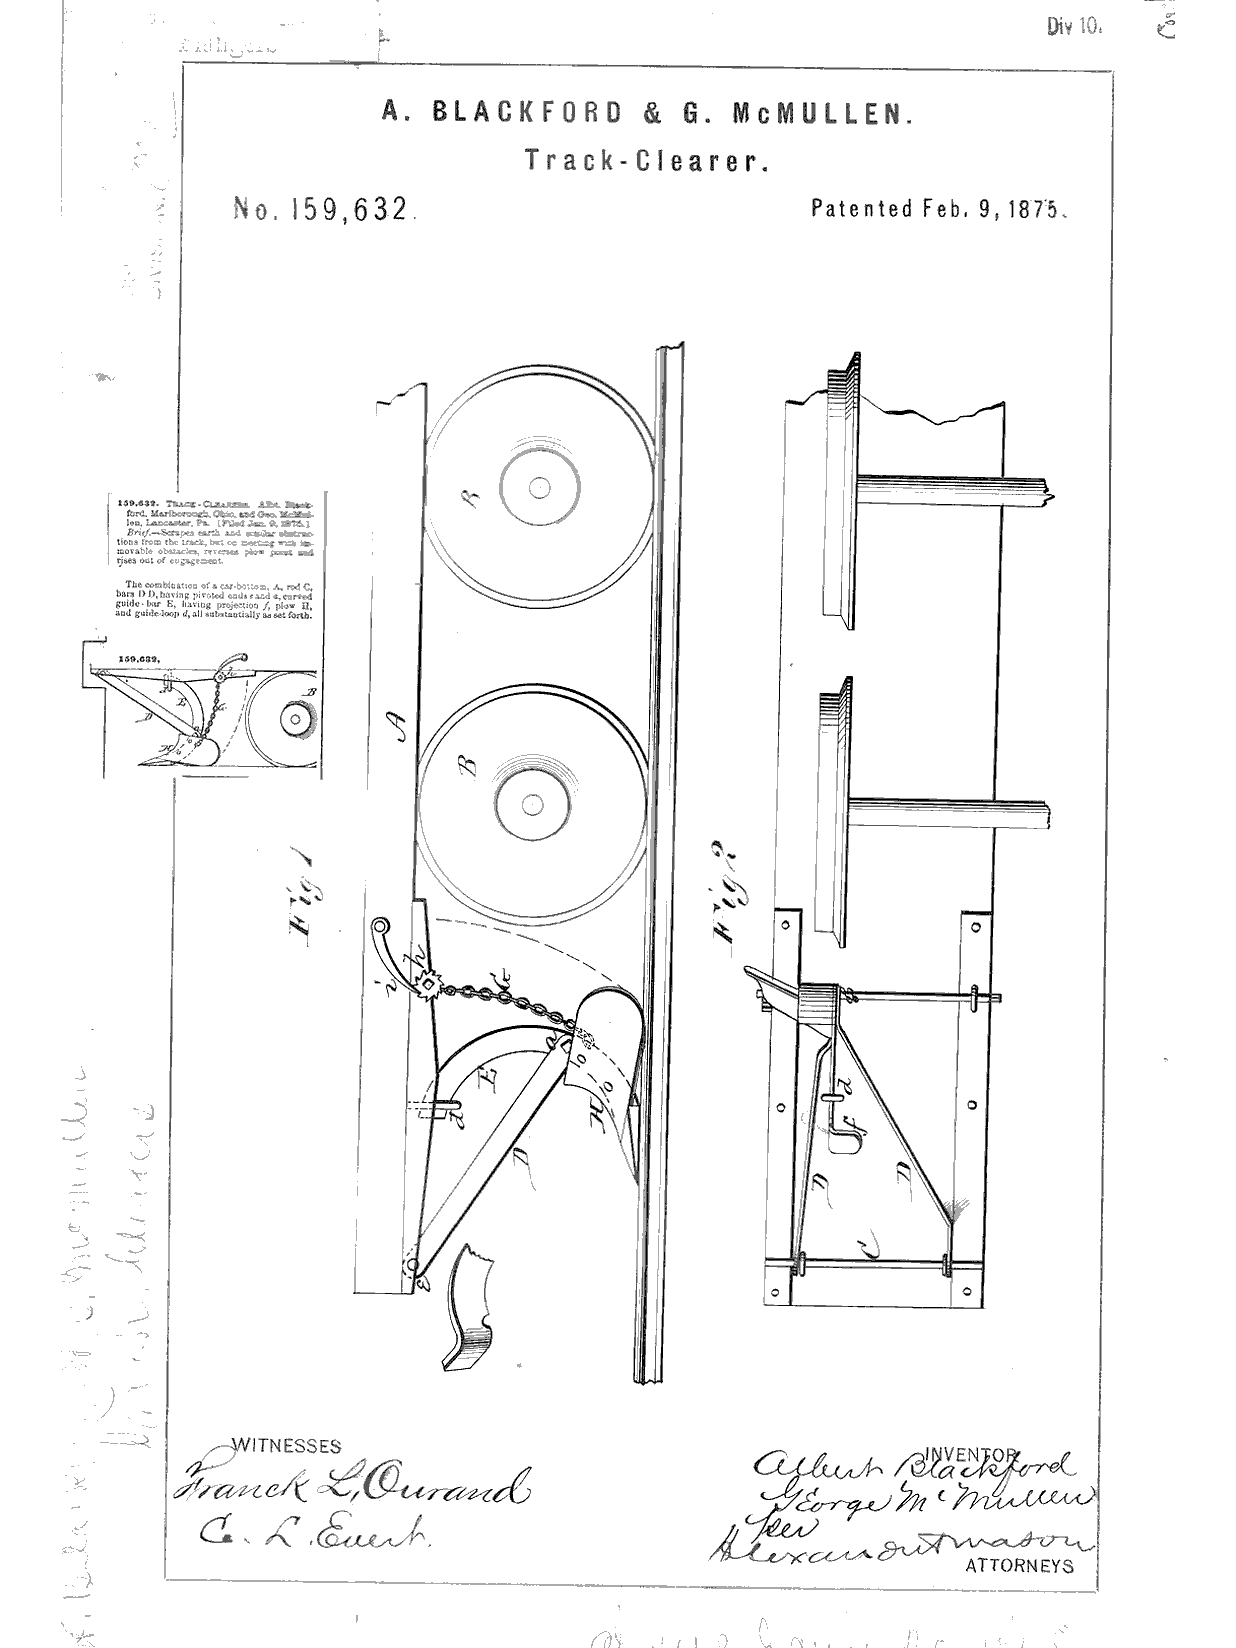 Div 10.
A. BLACKFORD & G. McMULLEN.
Track-Clearer.
No. 159,632.
Patented Feb. 9, 1875.
159,632. TRACK-CLEARERS. Albt. Black-
ford, Marlborough, Ohio, and Geo. McMul-
len, Lancaster, Pa. [Filed Jan. 9, 1875.]
Brief.—Scrapes earth and similar obstruc-
tions from the track, but on meeting with im-
movable obstacles, reverses plow point and
rises out of engagement.
The combination of a car-bottom, A, rod C,
bars D D, having pivoted ends e and a, curved
guide-bar E, having projection f, plow H,
and guide-loop d, all substantially as set forth.
159,632,
B
h
E
D
H
Fig 1
A
B
B
h
i
G
a
E
d
D
H
e
Fig 2
d
f
D
D
C
WITNESSES
Franck L. Ourand
C. L. Evert.
INVENTOR
Albert Blackford
George McMullen
Per
Alexander & Mason
ATTORNEYS